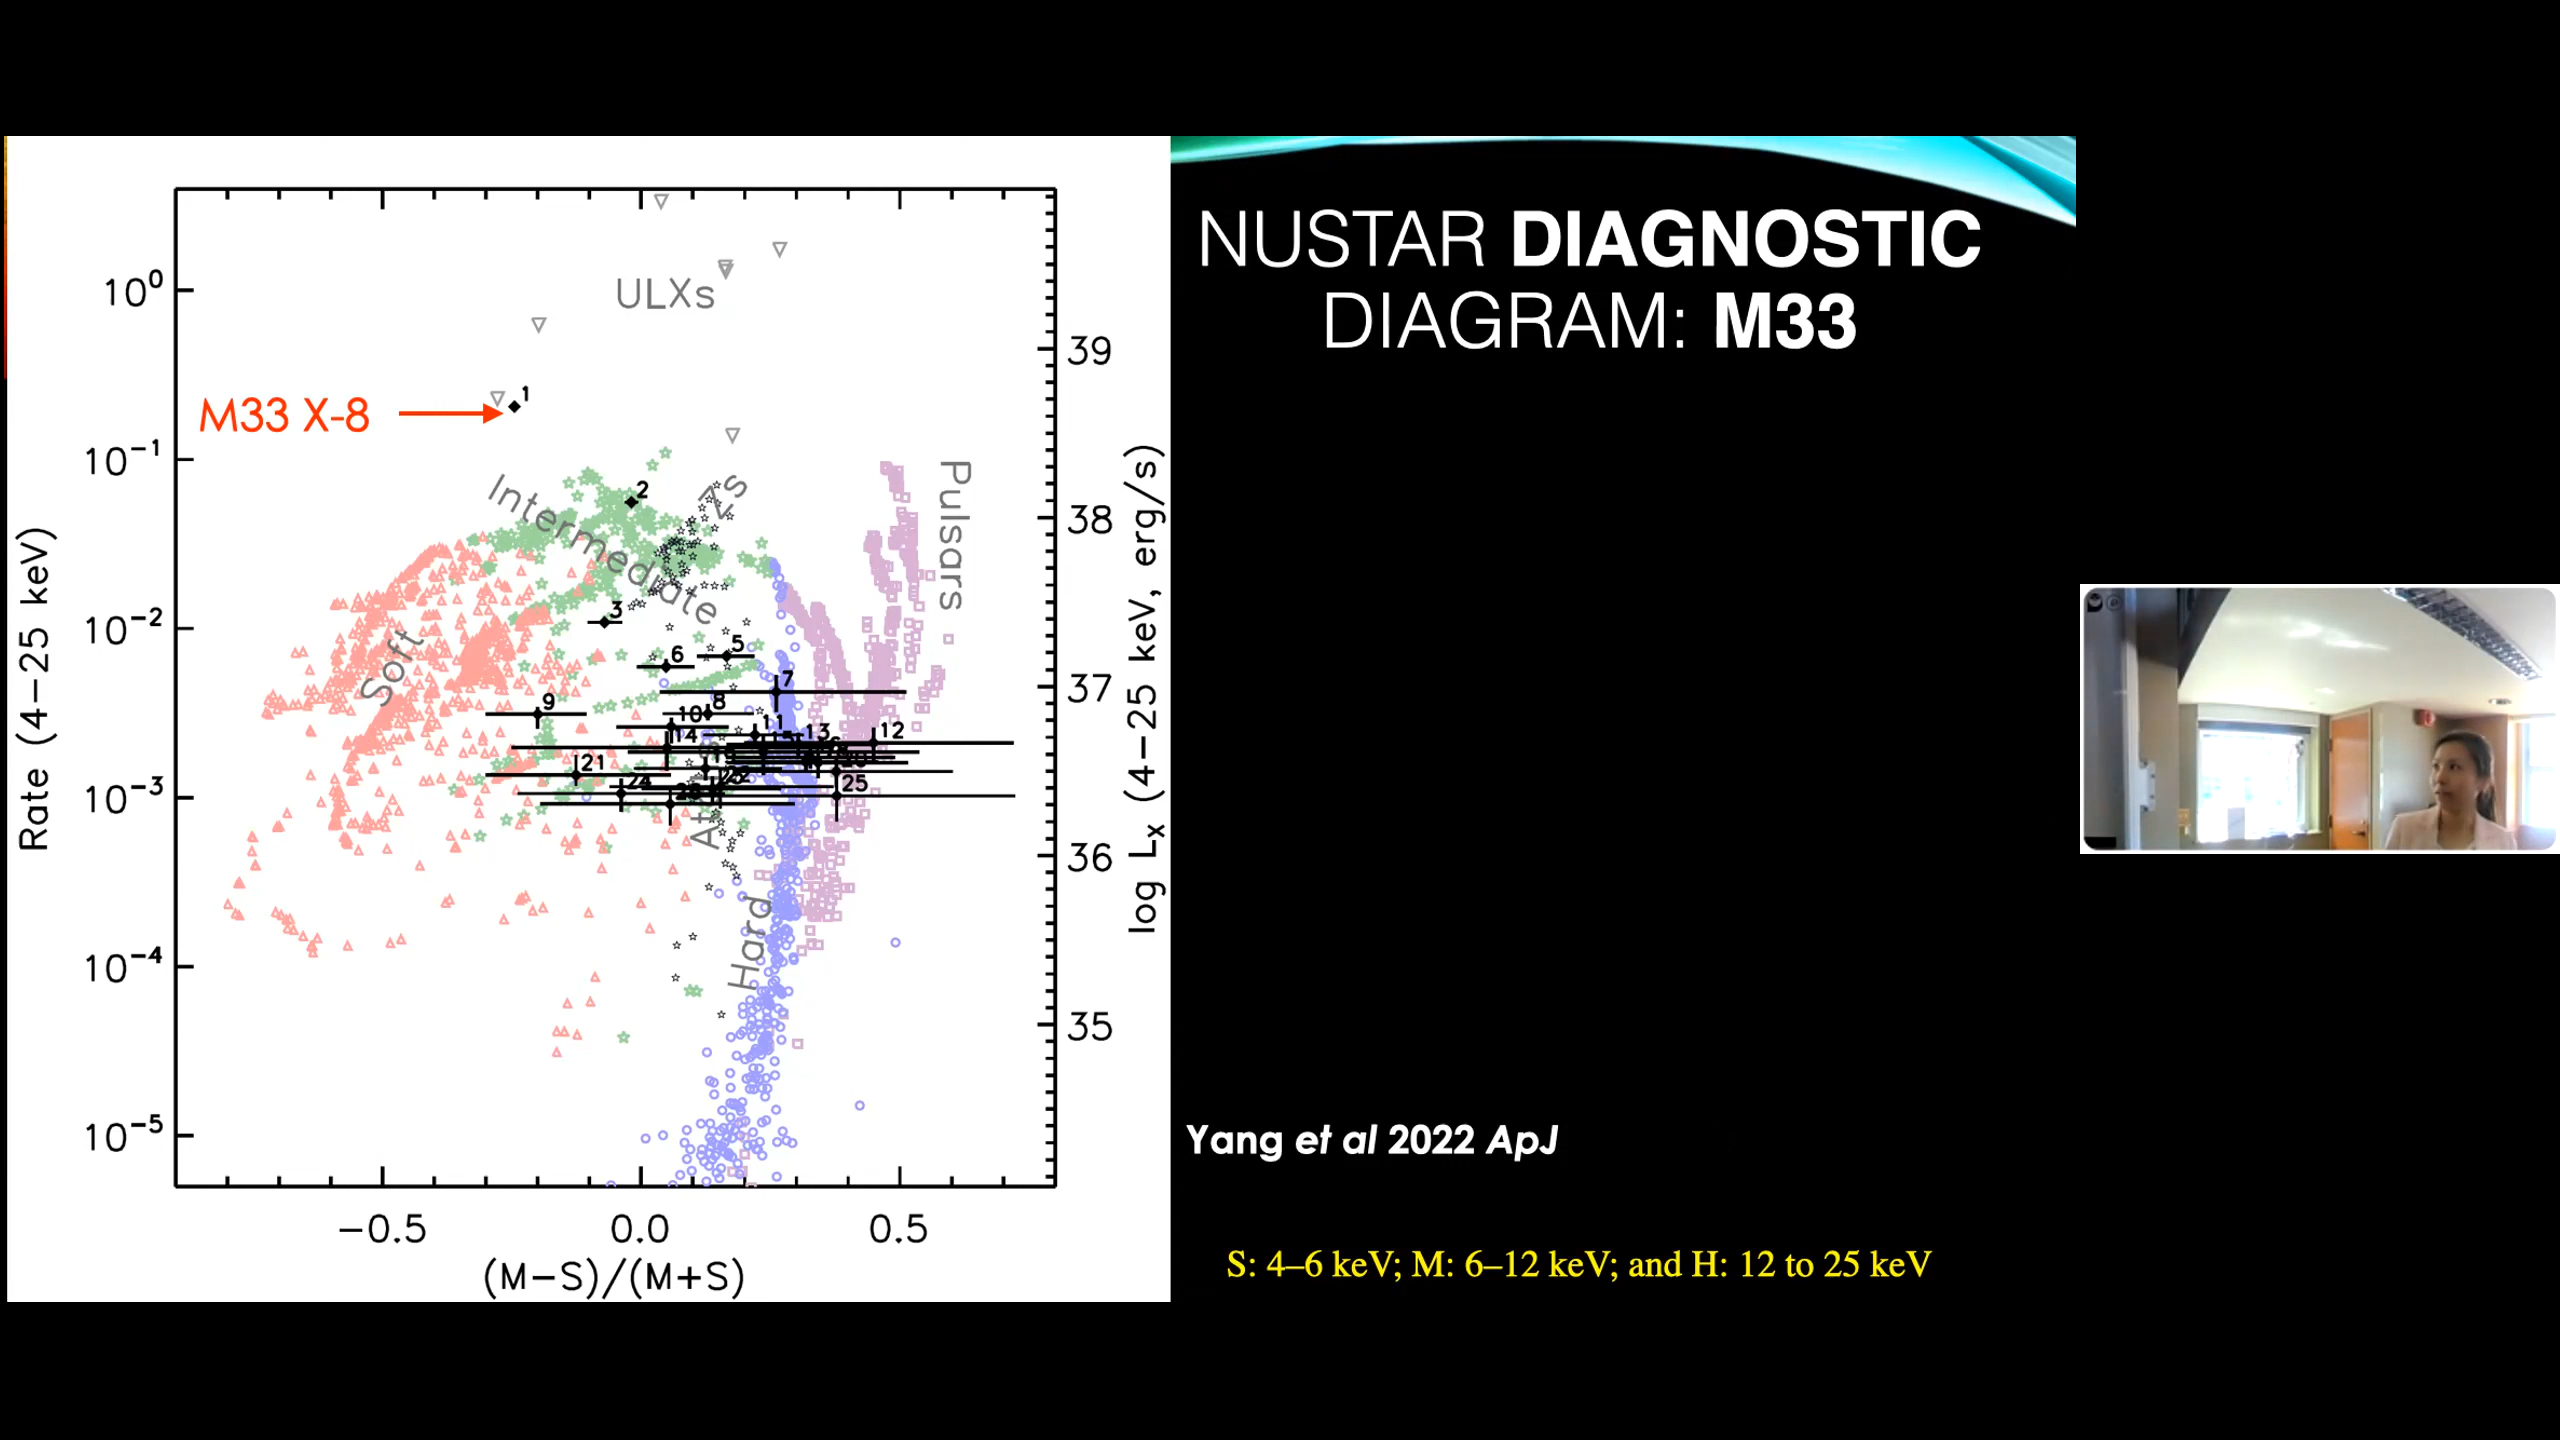 NUSTAR DIAGNOSTIC
DIAGRAM: M33
ULXs
M33 X-8
Intermediate
Zs
Pulsars
Soft
Hard
1
2
3
5
6
7
8
9
10
11
12
13
14
21
24
25
10⁰
10⁻¹
10⁻²
10⁻³
10⁻⁴
10⁻⁵
Rate (4−25 keV)
39
38
37
36
35
log Lx (4−25 keV, erg/s)
−0.5
0.0
0.5
(M−S)/(M+S)
Yang et al 2022 ApJ
S: 4–6 keV; M: 6–12 keV; and H: 12 to 25 keV